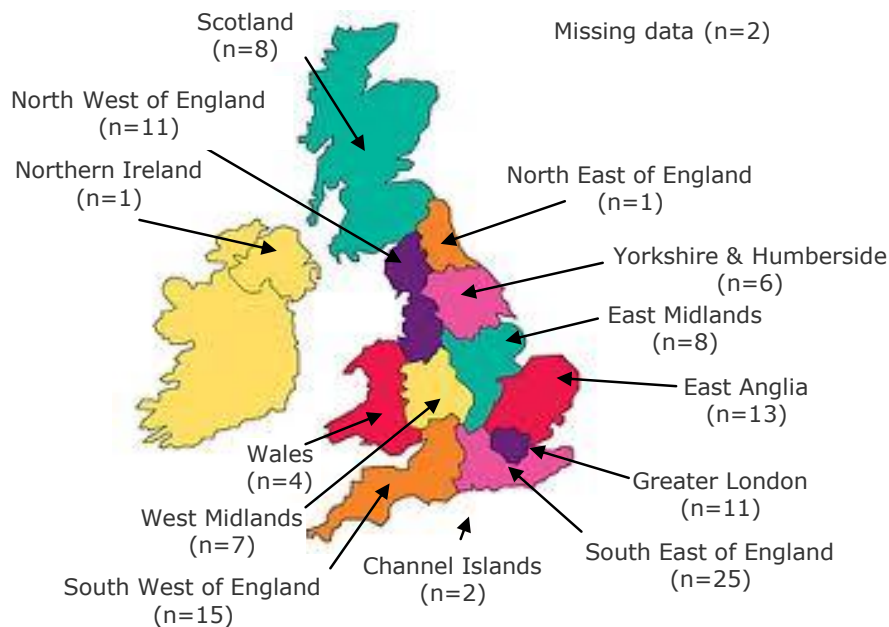 Scotland
(n=8)
Missing data (n=2)
North West of England
(n=11)
Northern Ireland
(n=1)
North East of England
(n=1)
Yorkshire & Humberside
(n=6)
East Midlands
(n=8)
East Anglia
(n=13)
Wales
(n=4)
Greater London
(n=11)
West Midlands
(n=7)
South East of England
(n=25)
Channel Islands
(n=2)
South West of England
(n=15)